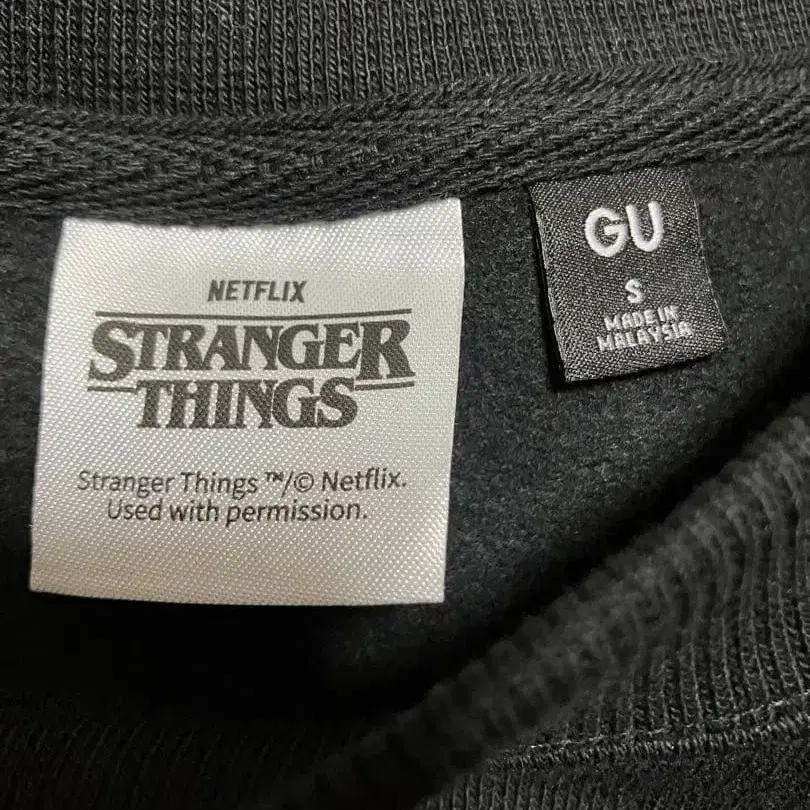 NETFLIX
STRANGER
THINGS
Stranger Things ™/© Netflix.
Used with permission.
GU
S
MADE IN
MALAYSIA